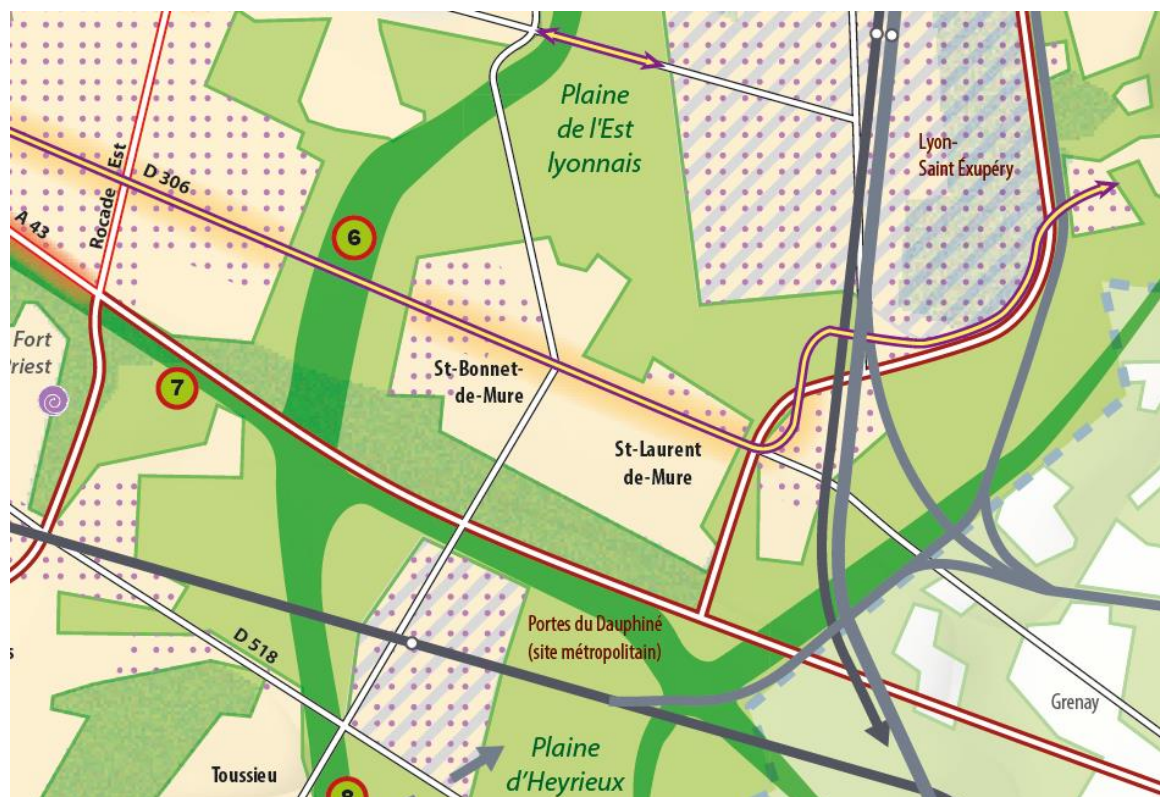 Plaine
de l'Est
lyonnais
Lyon-
Saint Exupéry
Rocade Est
D 306
A 43
6
Fort
Priest
7
St-Bonnet-
de-Mure
St-Laurent
de-Mure
Portes du Dauphiné
(site métropolitain)
D 518
s
Grenay
Plaine
d'Heyrieux
Toussieu
8